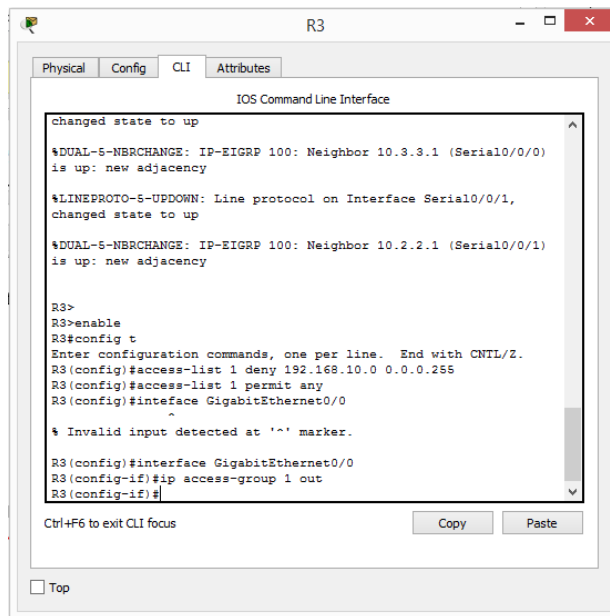 R3
Physical
Config
CLI
Attributes
IOS Command Line Interface
changed state to up
%DUAL-5-NBRCHANGE: IP-EIGRP 100: Neighbor 10.3.3.1 (Serial0/0/0)
is up: new adjacency
%LINEPROTO-5-UPDOWN: Line protocol on Interface Serial0/0/1,
changed state to up
%DUAL-5-NBRCHANGE: IP-EIGRP 100: Neighbor 10.2.2.1 (Serial0/0/1)
is up: new adjacency
R3>
R3>enable
R3#config t
Enter configuration commands, one per line.  End with CNTL/Z.
R3(config)#access-list 1 deny 192.168.10.0 0.0.0.255
R3(config)#access-list 1 permit any
R3(config)#inteface GigabitEthernet0/0
^
% Invalid input detected at '^' marker.
R3(config)#interface GigabitEthernet0/0
R3(config-if)#ip access-group 1 out
R3(config-if)#
Ctrl+F6 to exit CLI focus
Copy
Paste
Top